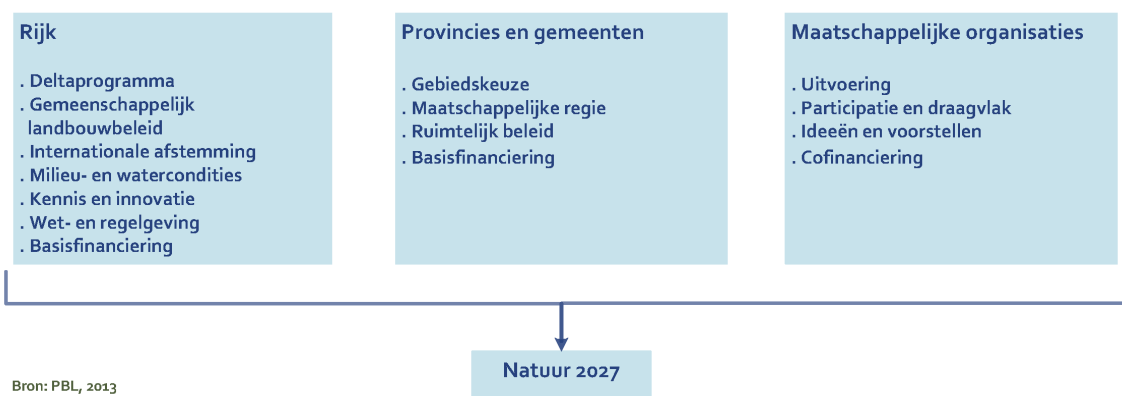 Rijk
. Deltaprogramma
. Gemeenschappelijk
landbouwbeleid
. Internationale afstemming
. Milieu- en watercondities
. Kennis en innovatie
. Wet- en regelgeving
. Basisfinanciering
Provincies en gemeenten
. Gebiedskeuze
. Maatschappelijke regie
. Ruimtelijk beleid
. Basisfinanciering
Maatschappelijke organisaties
. Uitvoering
. Participatie en draagvlak
. Ideeën en voorstellen
. Cofinanciering
Natuur 2027
Bron: PBL, 2013